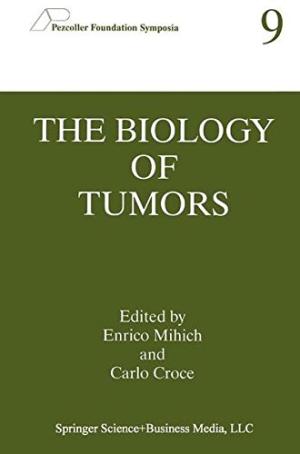 Pezcoller Foundation Symposia
9
THE BIOLOGY
OF
TUMORS
Edited by
Enrico Mihich
and
Carlo Croce
Springer Science+Business Media, LLC